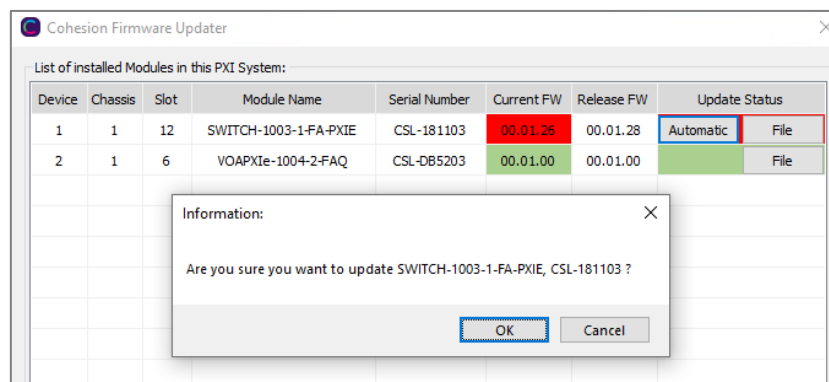 Cohesion Firmware Updater
List of installed Modules in this PXI System:
Device Chassis Slot Module Name Serial Number Current FW Release FW Update Status
1 1 12 SWITCH-1003-1-FA-PXIE CSL-181103 00.01.26 00.01.28 Automatic File
2 1 6 VOAPXIe-1004-2-FAQ CSL-DB5203 00.01.00 00.01.00 File
Information:
Are you sure you want to update SWITCH-1003-1-FA-PXIE, CSL-181103 ?
OK Cancel